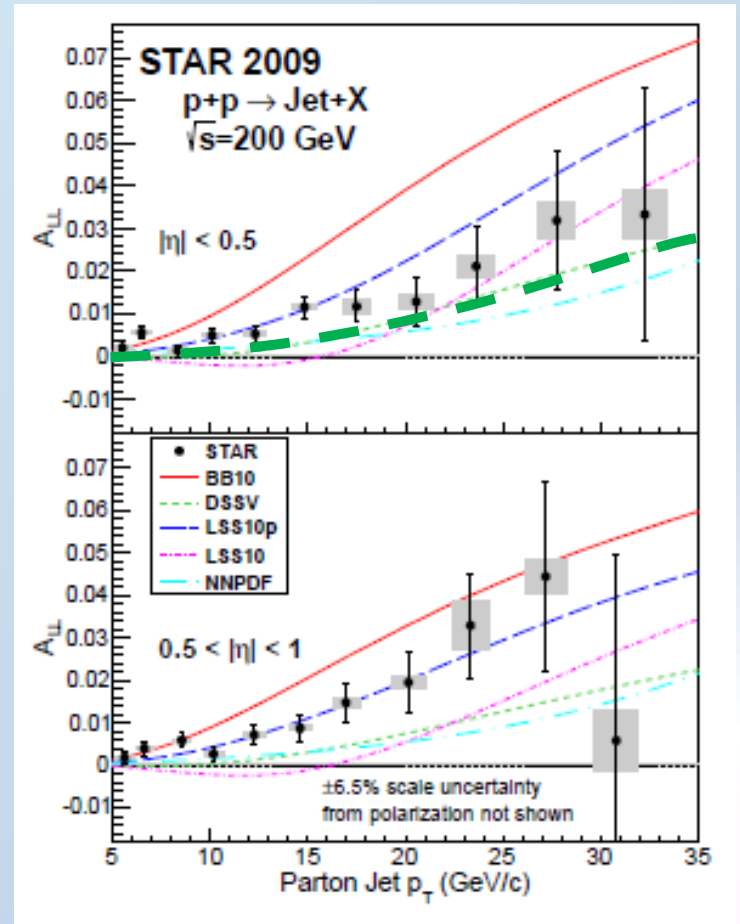 STAR 2009
p+p → Jet+X
√s=200 GeV
|η| < 0.5
A_LL
0.07
0.06
0.05
0.04
0.03
0.02
0.01
0
-0.01
STAR
BB10
DSSV
LSS10p
LSS10
NNPDF
0.5 < |η| < 1
A_LL
0.07
0.06
0.05
0.04
0.03
0.02
0.01
0
-0.01
±6.5% scale uncertainty
from polarization not shown
5 10 15 20 25 30 35
Parton Jet p_T (GeV/c)